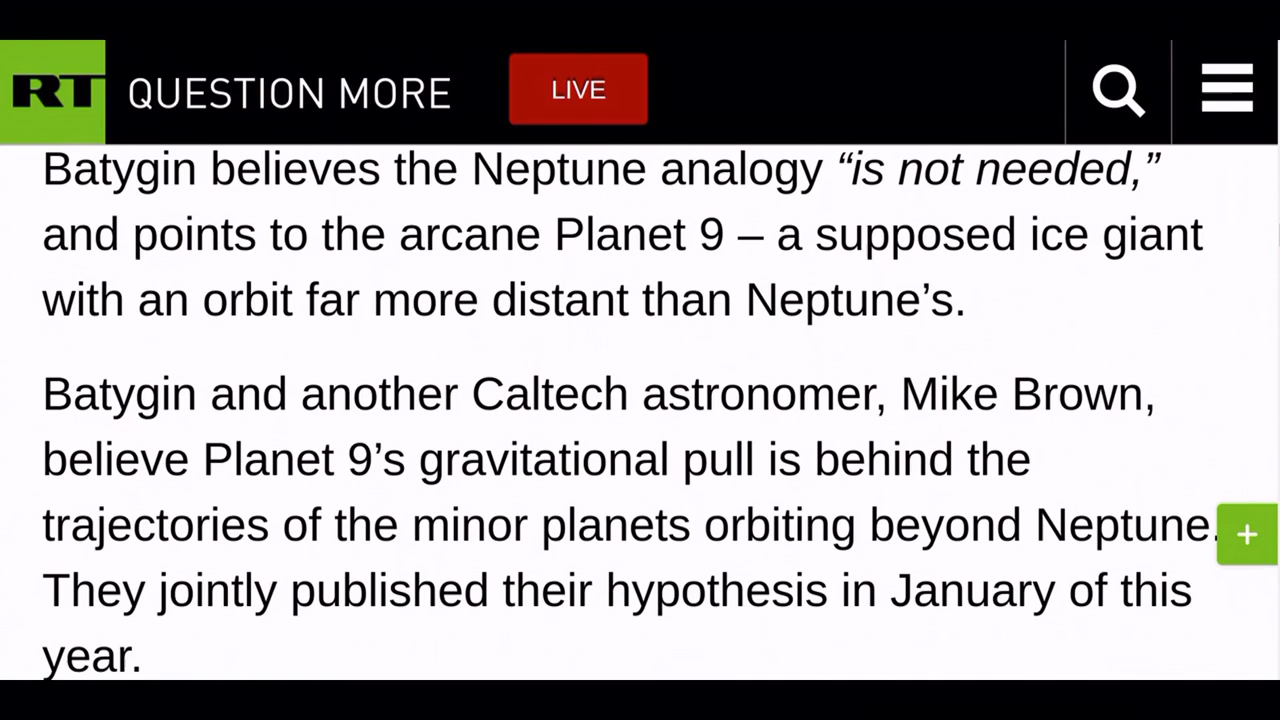 RT QUESTION MORE LIVE
Batygin believes the Neptune analogy “is not needed,”
and points to the arcane Planet 9 – a supposed ice giant
with an orbit far more distant than Neptune’s.
Batygin and another Caltech astronomer, Mike Brown,
believe Planet 9’s gravitational pull is behind the
trajectories of the minor planets orbiting beyond Neptune.
+
They jointly published their hypothesis in January of this
year.